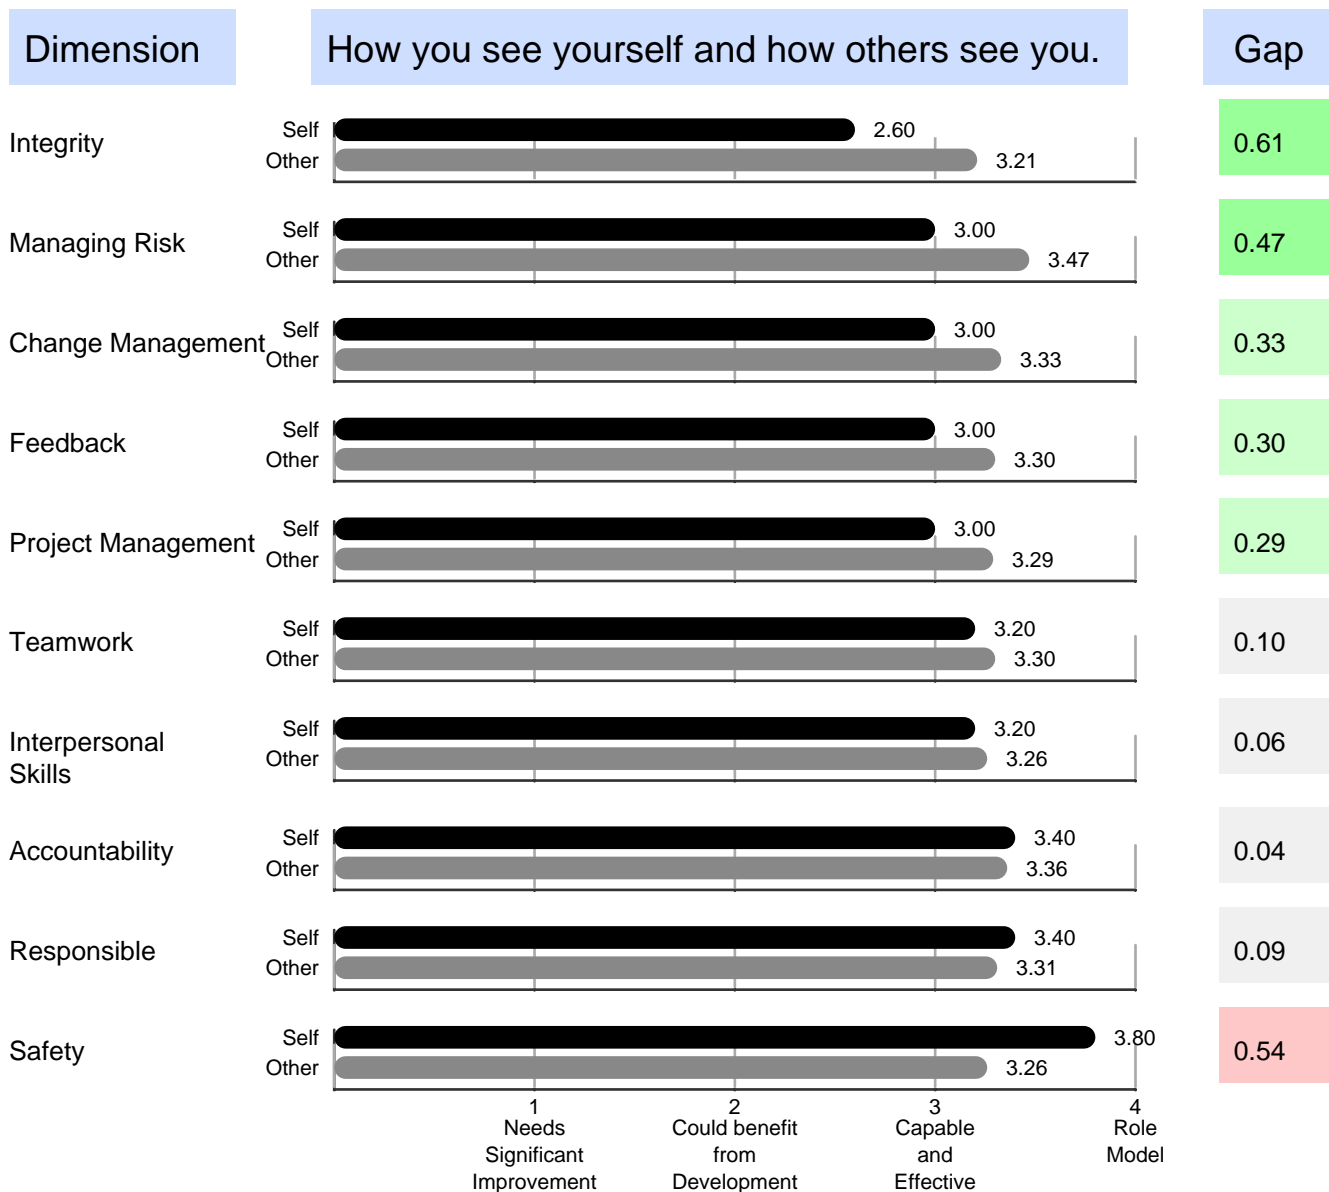 Dimension How you see yourself and how others see you. Gap
Integrity
Self 2.60
Other 3.21
0.61
Managing Risk
Self 3.00
Other 3.47
0.47
Change Management
Self 3.00
Other 3.33
0.33
Feedback
Self 3.00
Other 3.30
0.30
Project Management
Self 3.00
Other 3.29
0.29
Teamwork
Self 3.20
Other 3.30
0.10
Interpersonal
Skills
Self 3.20
Other 3.26
0.06
Accountability
Self 3.40
Other 3.36
0.04
Responsible
Self 3.40
Other 3.31
0.09
Safety
Self 3.80
Other 3.26
0.54
1 2 3 4
Needs Could benefit Capable Role
Significant from and Model
Improvement Development Effective